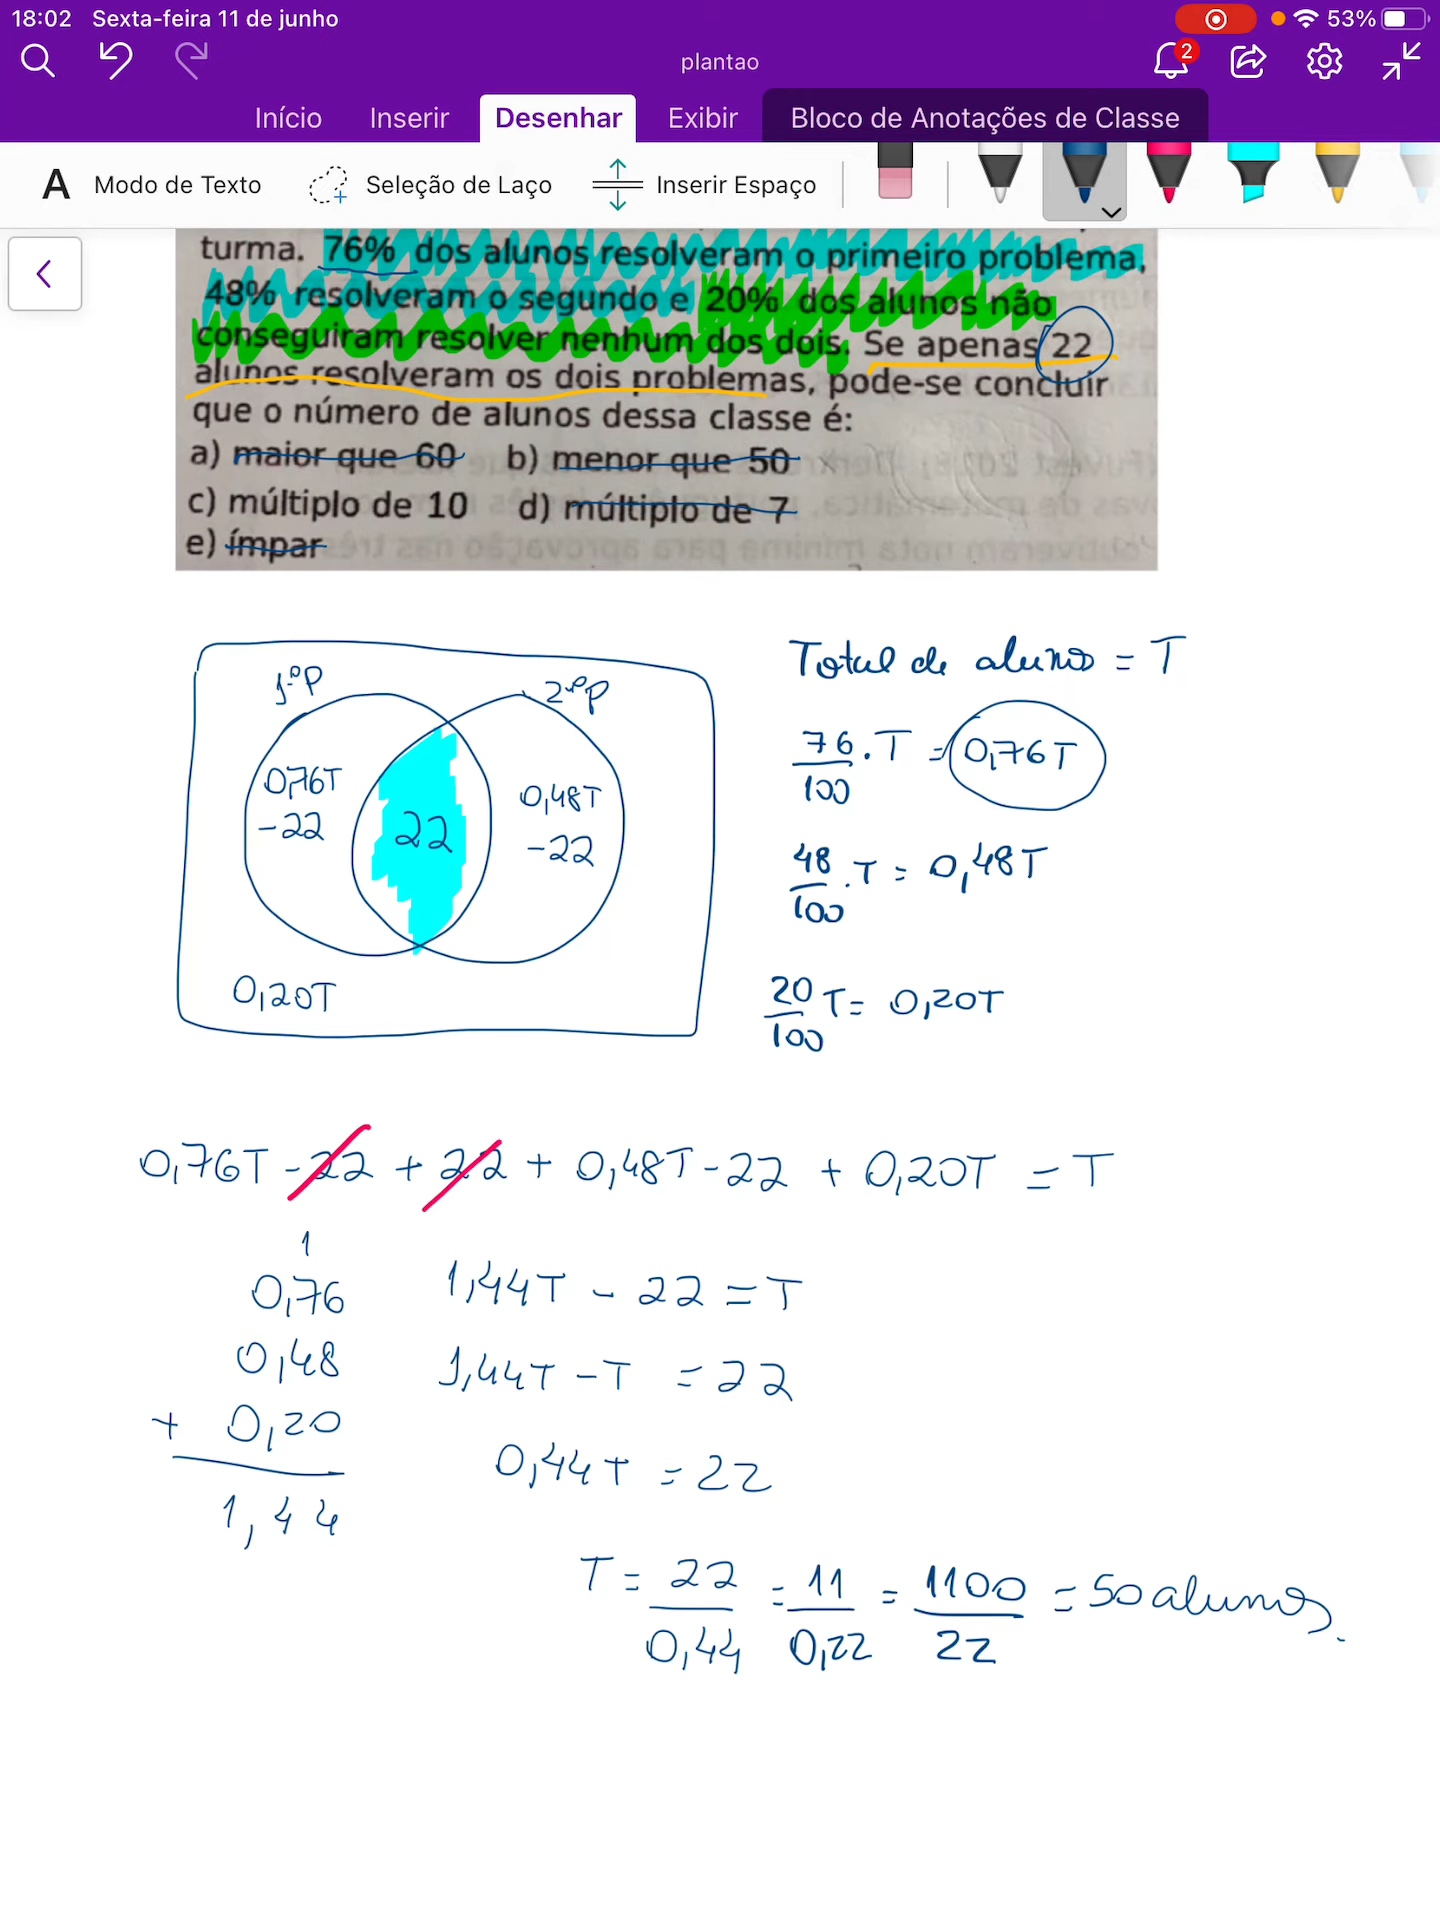 18:02 Sexta-feira 11 de junho 53%
plantao 2
Início Inserir Desenhar Exibir Bloco de Anotações de Classe
A Modo de Texto Seleção de Laço Inserir Espaço
turma. 76% dos alunos resolveram o primeiro problema,
48% resolveram o segundo e 20% dos alunos não
conseguiram resolver nenhum dos dois. Se apenas 22
alunos resolveram os dois problemas, pode-se concluir
que o número de alunos dessa classe é:
a) maior que 60 b) menor que 50
c) múltiplo de 10 d) múltiplo de 7
e) ímpar
Total de alunos = T
1.º P 2.º P
76/100 . T = 0,76T
0,76T - 22 22 0,48T - 22
48/100 . T = 0,48T
0,20T
20/100 T = 0,20T
0,76T - 22 + 22 + 0,48T - 22 + 0,20T = T
1
0,76 1,44T - 22 = T
0,48 1,44T - T = 22
+ 0,20 0,44T = 22
1,44
T = 22/0,44 = 11/0,22 = 1100/22 = 50 alunos.